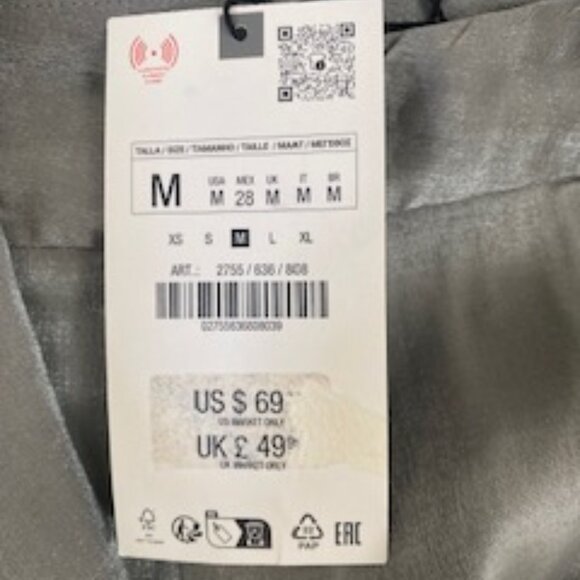 TALLA / SIZE / TAMANHO / TAILLE / MAAT / METEBOE
M
USA MEX UK IT BR
M 28 M M M
XS S M L XL
ART.: 2755 / 636 / 808
02755636808039
US $ 69
US MARKET ONLY
UK £ 49
UK MARKET ONLY
PAP
EAC